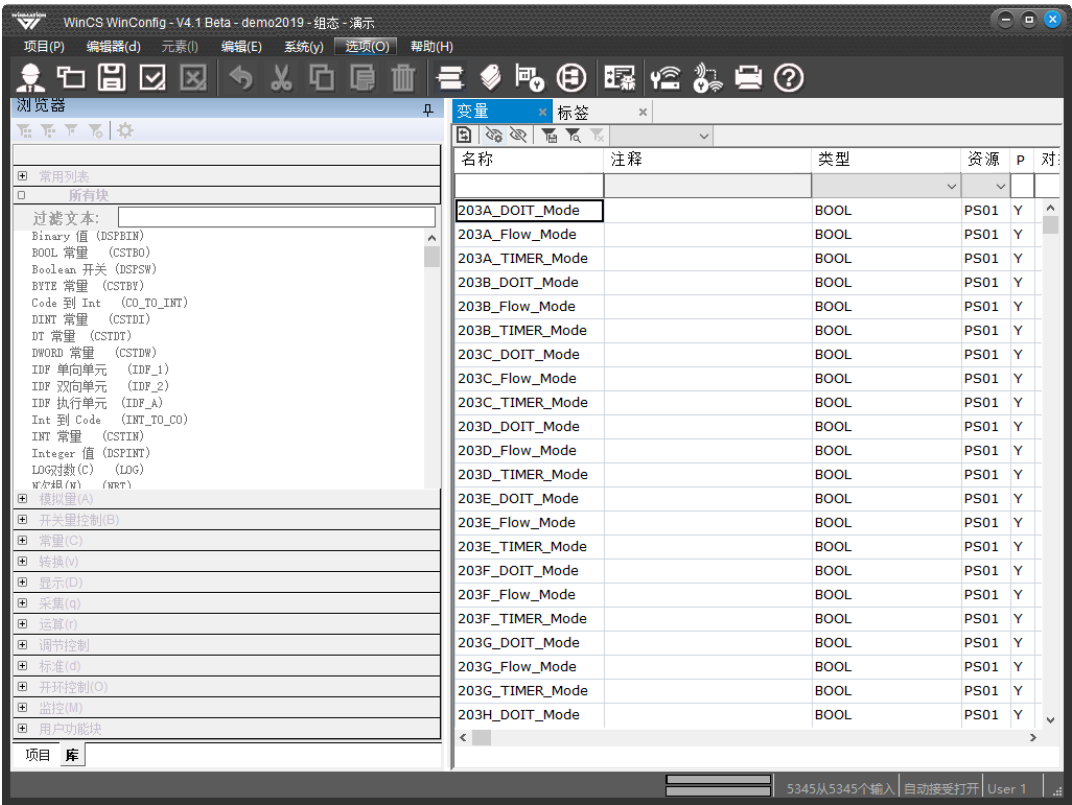 WinCS WinConfig - V4.1 Beta - demo2019 - 组态 - 演示
项目(P) 编辑器(d) 元素(I) 编辑(E) 系统(y) 选项(O) 帮助(H)
浏览器
常用列表
所有块
过滤文本:
Binary 值 (DSPBIN)
BOOL 常量 (CSTBO)
Boolean 开关 (DSPSW)
BYTE 常量 (CSTBY)
Code 到 Int (CO_TO_INT)
DINT 常量 (CSTDI)
DT 常量 (CSTDT)
DWORD 常量 (CSTDW)
IDF 单向单元 (IDF_1)
IDF 双向单元 (IDF_2)
IDF 执行单元 (IDF_A)
Int 到 Code (INT_TO_CO)
INT 常量 (CSTIN)
Integer 值 (DSPINT)
LOG对数(C) (LOG)
N次根(N) (NRT)
模拟量(A)
开关量控制(B)
常量(C)
转换(v)
显示(D)
采集(q)
运算(r)
调节控制
标准(d)
开环控制(O)
监控(M)
用户功能块
项目 库
变量 标签
名称 注释 类型 资源 P
203A_DOIT_Mode BOOL PS01 Y
203A_Flow_Mode BOOL PS01 Y
203A_TIMER_Mode BOOL PS01 Y
203B_DOIT_Mode BOOL PS01 Y
203B_Flow_Mode BOOL PS01 Y
203B_TIMER_Mode BOOL PS01 Y
203C_DOIT_Mode BOOL PS01 Y
203C_Flow_Mode BOOL PS01 Y
203C_TIMER_Mode BOOL PS01 Y
203D_DOIT_Mode BOOL PS01 Y
203D_Flow_Mode BOOL PS01 Y
203D_TIMER_Mode BOOL PS01 Y
203E_DOIT_Mode BOOL PS01 Y
203E_Flow_Mode BOOL PS01 Y
203E_TIMER_Mode BOOL PS01 Y
203F_DOIT_Mode BOOL PS01 Y
203F_Flow_Mode BOOL PS01 Y
203F_TIMER_Mode BOOL PS01 Y
203G_DOIT_Mode BOOL PS01 Y
203G_Flow_Mode BOOL PS01 Y
203G_TIMER_Mode BOOL PS01 Y
203H_DOIT_Mode BOOL PS01 Y
5345从5345个输入 自动接受打开 User 1